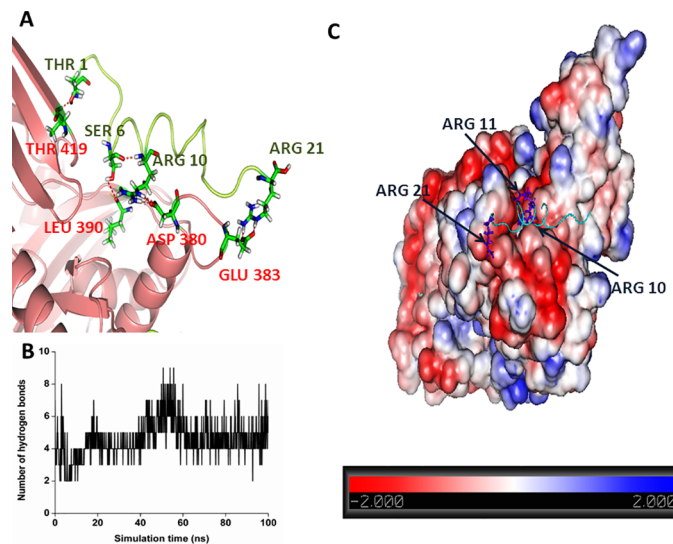 A
THR 1
THR 419
SER 6
ARG 10
ARG 21
LEU 390
ASP 380
GLU 383
B
Number of hydrogen bonds
10
8
6
4
2
0
0 20 40 60 80 100
Simulation time (ns)
C
ARG 11
ARG 21
ARG 10
-2.000 2.000